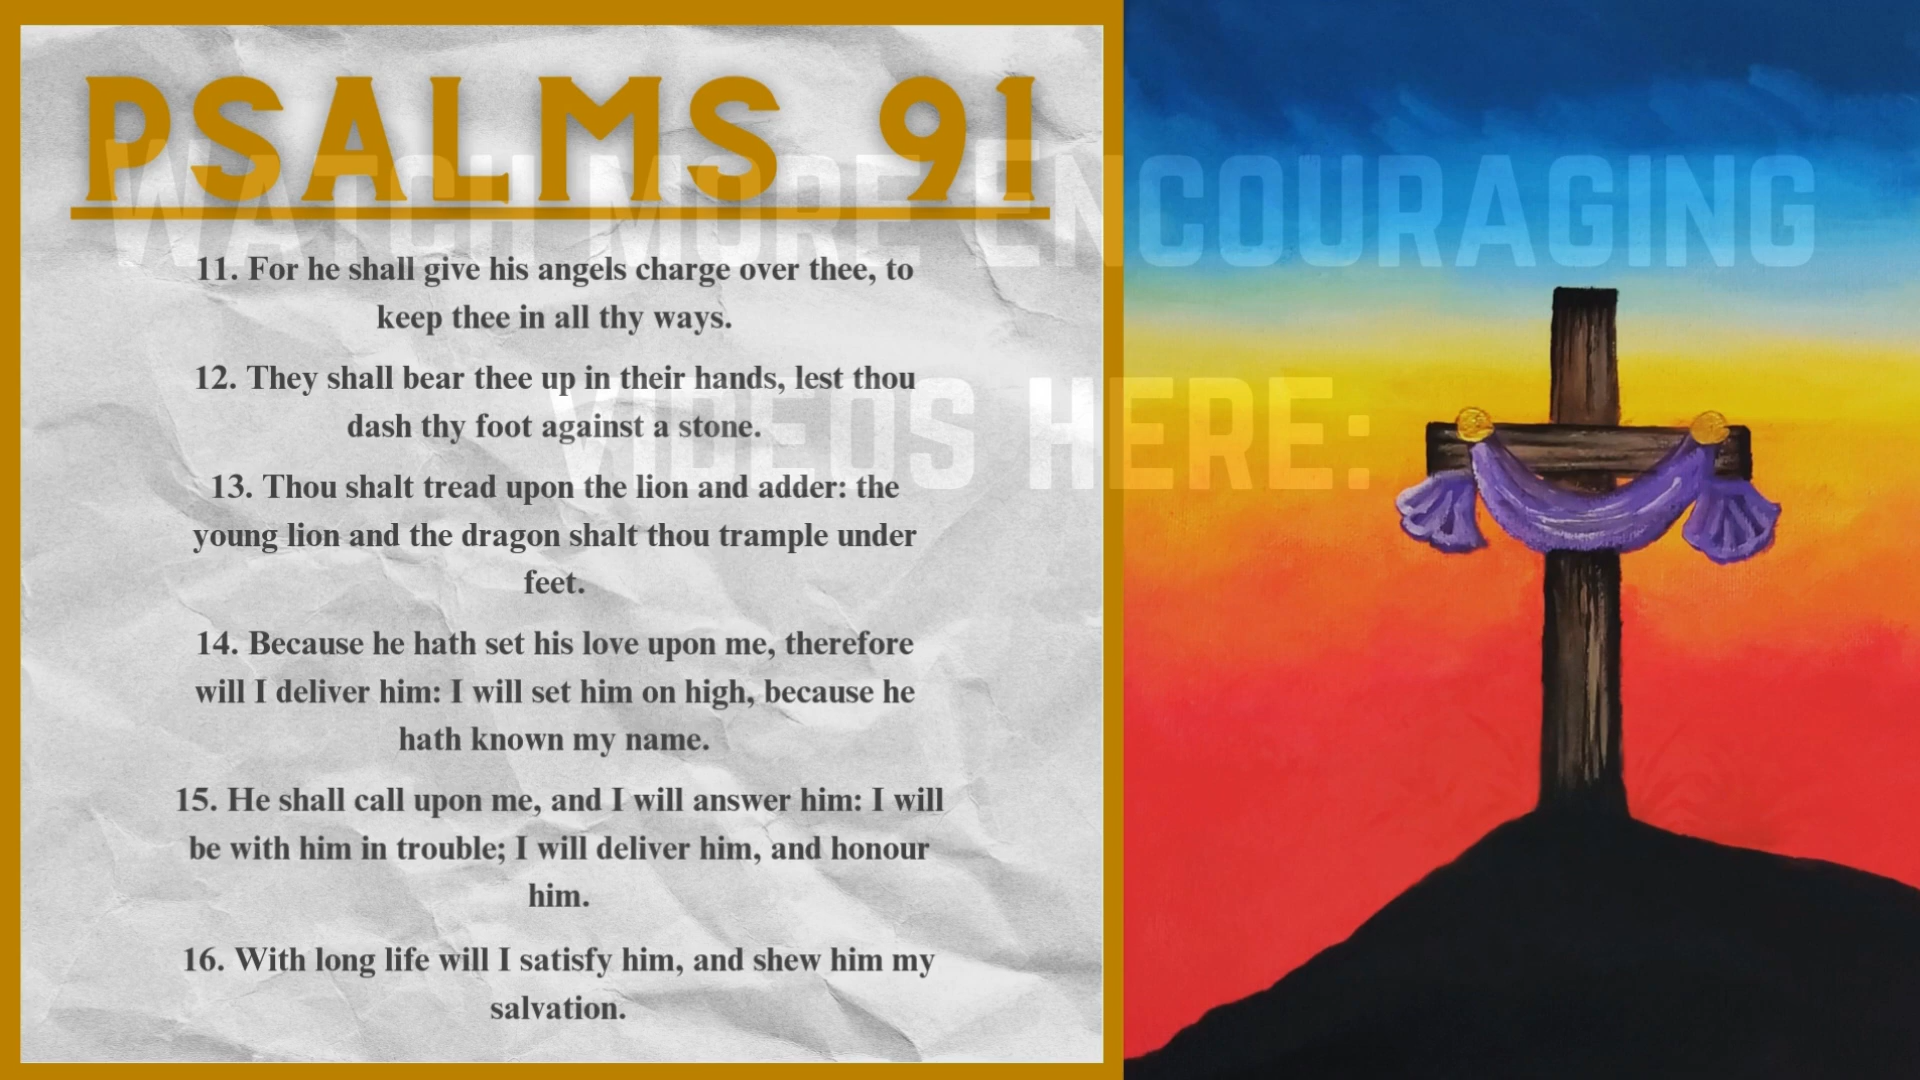 PSALMS 91
WATCH MORE ENCOURAGING
VIDEOS HERE:
11. For he shall give his angels charge over thee, to
keep thee in all thy ways.
12. They shall bear thee up in their hands, lest thou
dash thy foot against a stone.
13. Thou shalt tread upon the lion and adder: the
young lion and the dragon shalt thou trample under
feet.
14. Because he hath set his love upon me, therefore
will I deliver him: I will set him on high, because he
hath known my name.
15. He shall call upon me, and I will answer him: I will
be with him in trouble; I will deliver him, and honour
him.
16. With long life will I satisfy him, and shew him my
salvation.